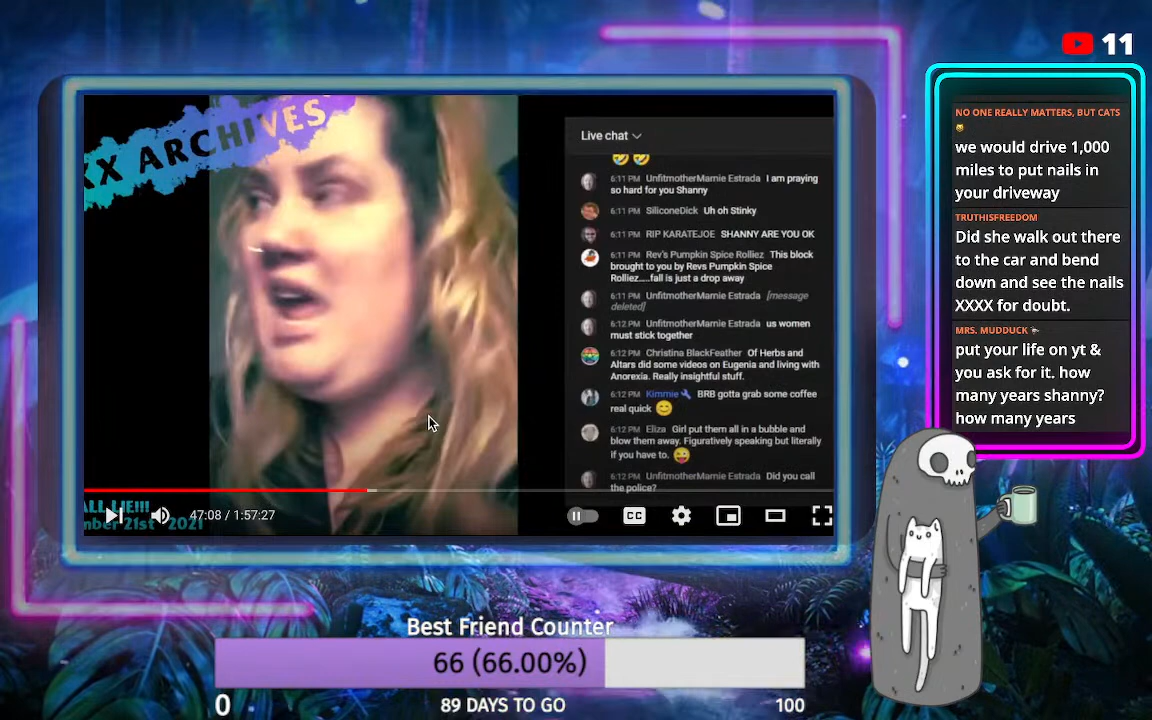 11
XX ARCHIVES
Live chat
6:11 PM UnfitmotherMarnie Estrada I am praying
so hard for you Shanny
6:11 PM SiliconeDick Uh oh Stinky
6:11 PM RIP KARATEJOE SHANNY ARE YOU OK
6:11 PM Rev's Pumpkin Spice Rolliez This block
brought to you by Revs Pumpkin Spice
Rolliez....fall is just a drop away
6:11 PM UnfitmotherMarnie Estrada [message
deleted]
6:12 PM UnfitmotherMarnie Estrada us women
must stick together
6:12 PM Christina BlackFeather Of Herbs and
Altars did some videos on Eugenia and living with
Anorexia. Really insightful stuff.
6:12 PM Kimmie BRB gotta grab some coffee
real quick 😊
6:12 PM Eliza Girl put them all in a bubble and
blow them away. Figuratively speaking but literally
if you have to. 😜
6:12 PM UnfitmotherMarnie Estrada Did you call
the police?
ALL LIE!!!
mber 21st 2021
47:08 / 1:57:27
CC
NO ONE REALLY MATTERS, BUT CATS
we would drive 1,000
miles to put nails in
your driveway
TRUTHISFREEDOM
Did she walk out there
to the car and bend
down and see the nails
XXXX for doubt.
MRS. MUDDUCK
put your life on yt &
you ask for it. how
many years shanny?
how many years
Best Friend Counter
66 (66.00%)
0
89 DAYS TO GO
100